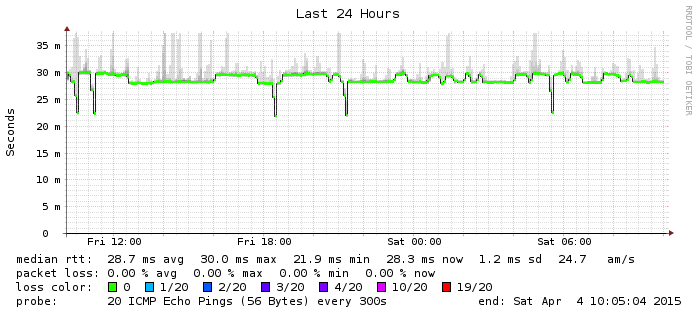 Last 24 Hours
RRDTOOL / TOBI OETIKER
Seconds
35 m
30 m
25 m
20 m
15 m
10 m
5 m
0
Fri 12:00 Fri 18:00 Sat 00:00 Sat 06:00
median rtt: 28.7 ms avg 30.0 ms max 21.9 ms min 28.3 ms now 1.2 ms sd 24.7 am/s
packet loss: 0.00 % avg 0.00 % max 0.00 % min 0.00 % now
loss color: 0 1/20 2/20 3/20 4/20 10/20 19/20
probe: 20 ICMP Echo Pings (56 Bytes) every 300s end: Sat Apr 4 10:05:04 2015